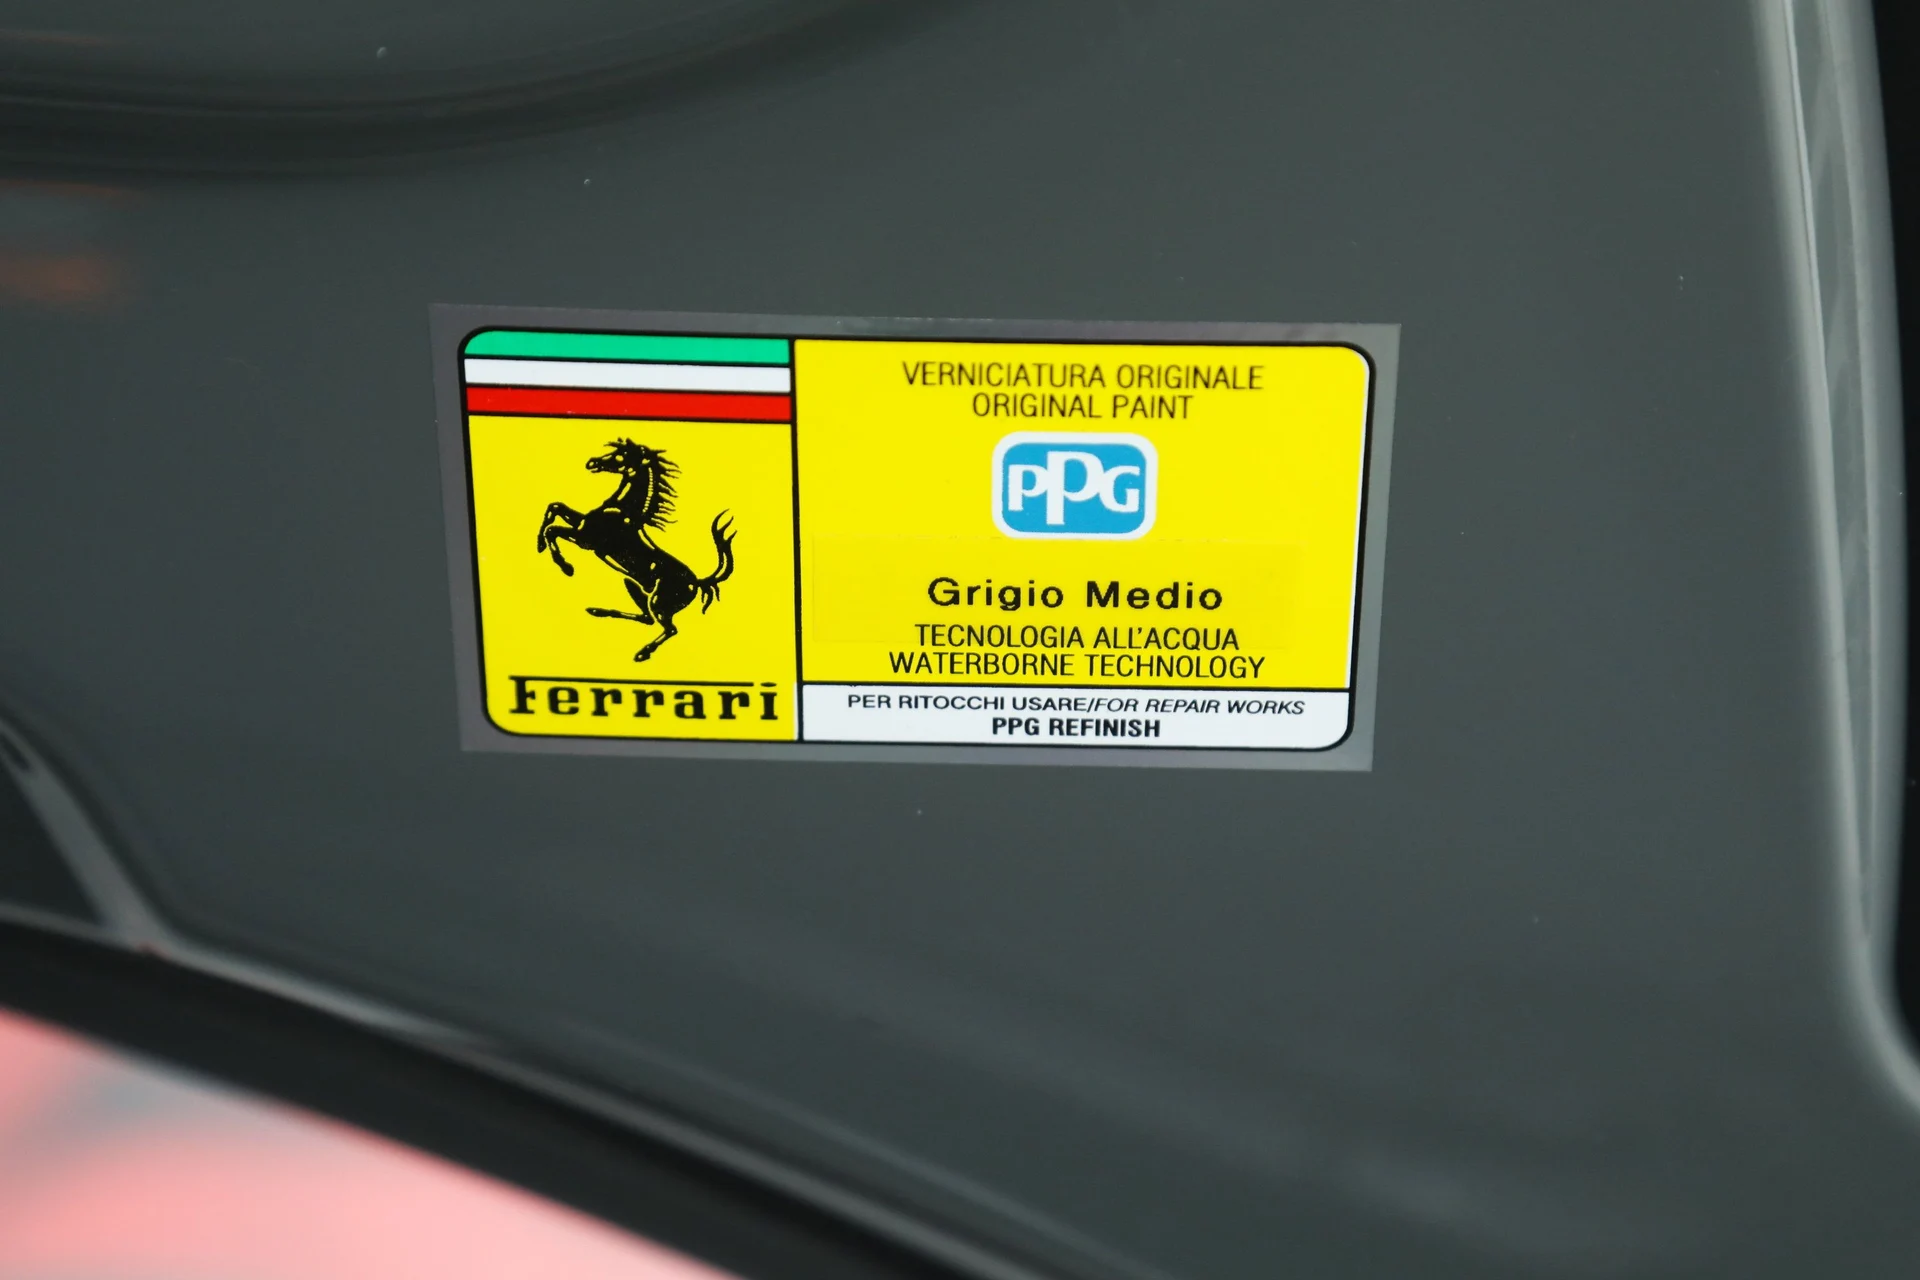 Ferrari
VERNICIATURA ORIGINALE
ORIGINAL PAINT
PPG
Grigio Medio
TECNOLOGIA ALL'ACQUA
WATERBORNE TECHNOLOGY
PER RITOCCHI USARE/FOR REPAIR WORKS
PPG REFINISH